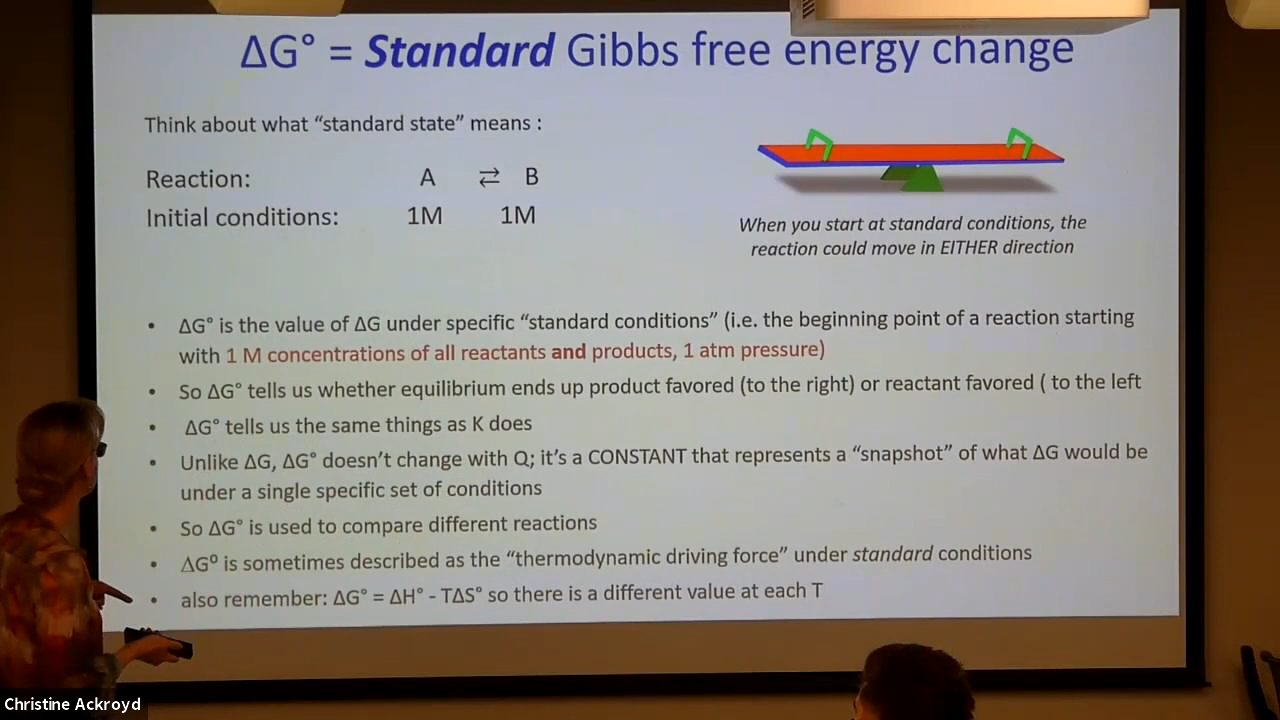 ΔG° = Standard Gibbs free energy change
Think about what “standard state” means :
Reaction: A ⇄ B
Initial conditions: 1M 1M
When you start at standard conditions, the
reaction could move in EITHER direction
• ΔG° is the value of ΔG under specific “standard conditions” (i.e. the beginning point of a reaction starting
with 1 M concentrations of all reactants and products, 1 atm pressure)
• So ΔG° tells us whether equilibrium ends up product favored (to the right) or reactant favored ( to the left
• ΔG° tells us the same things as K does
• Unlike ΔG, ΔG° doesn’t change with Q; it’s a CONSTANT that represents a “snapshot” of what ΔG would be
under a single specific set of conditions
• So ΔG° is used to compare different reactions
• ΔG⁰ is sometimes described as the “thermodynamic driving force” under standard conditions
• also remember: ΔG° = ΔH° - TΔS° so there is a different value at each T
Christine Ackroyd